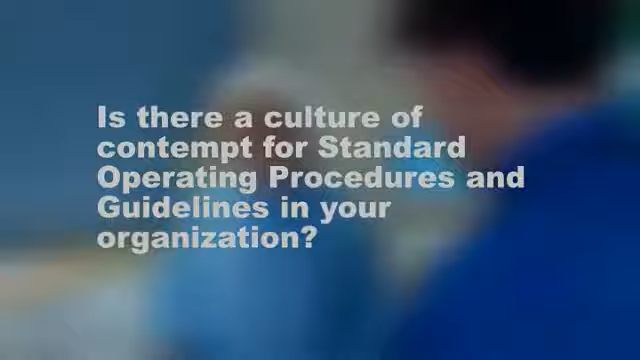 Is there a culture of
contempt for Standard
Operating Procedures and
Guidelines in your
organization?